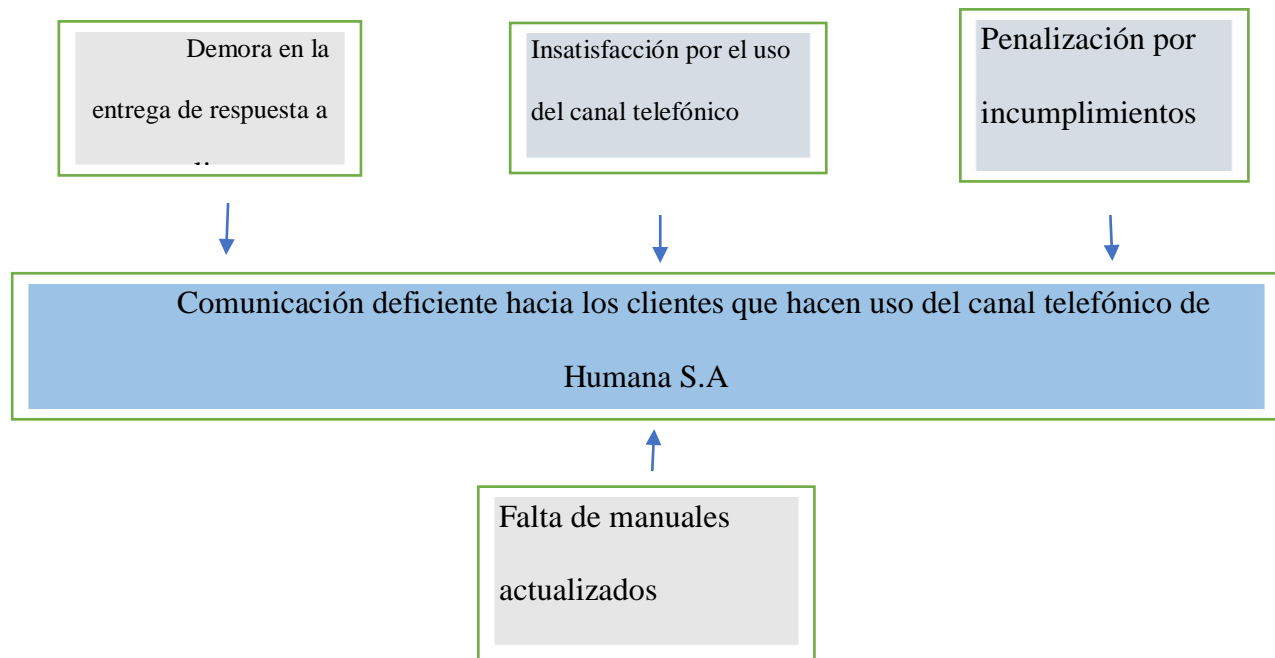 Demora en la
entrega de respuesta a
Insatisfacción por el uso
del canal telefónico
Penalización por
incumplimientos
Comunicación deficiente hacia los clientes que hacen uso del canal telefónico de
Humana S.A
Falta de manuales
actualizados